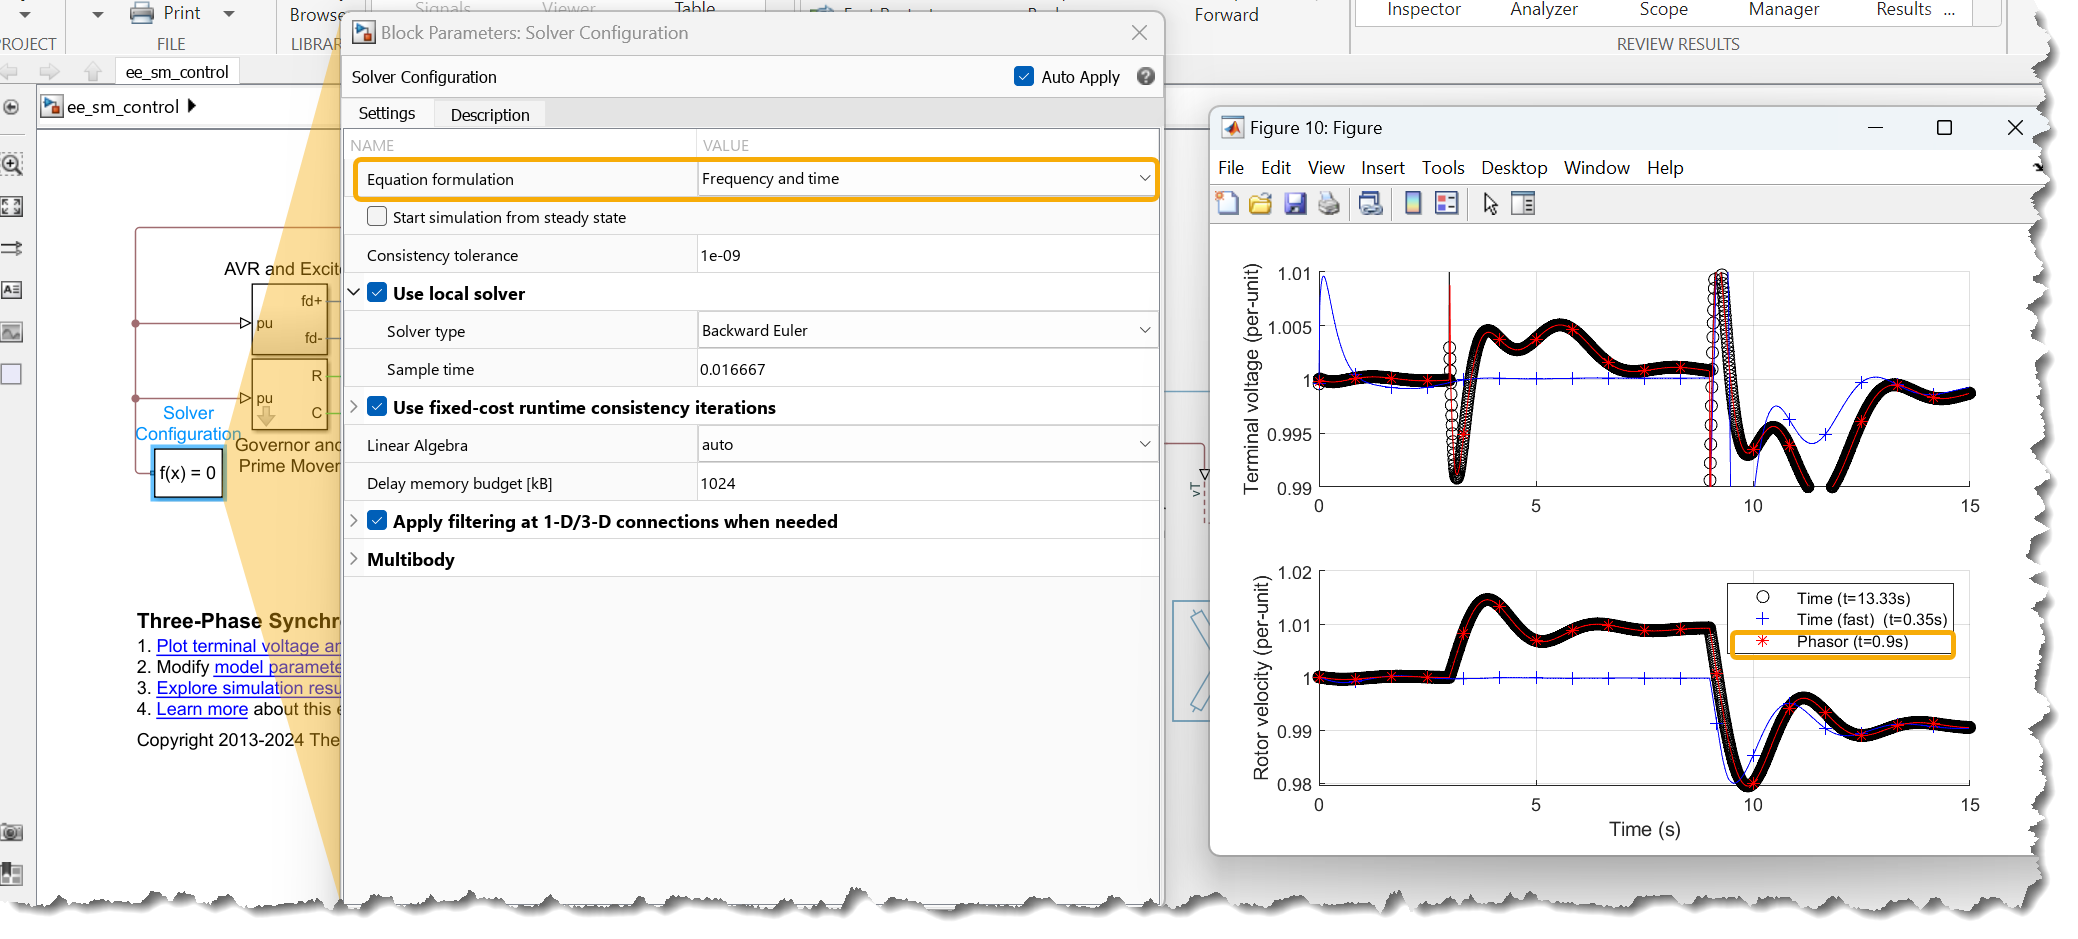 Print
Browse
Signals
Viewer
Table
Forward
Inspector
Analyzer
Scope
Manager
Results ...
PROJECT
FILE
REVIEW RESULTS
ee_sm_control
ee_sm_control
AVR and Excit
fd+
pu
fd-
R
pu
C
Solver
Configuration
Governor and
Prime Mover
f(x) = 0
Three-Phase Synchr
1. Plot terminal voltage an
2. Modify model paramete
3. Explore simulation resu
4. Learn more about this e
Copyright 2013-2024 The
Block Parameters: Solver Configuration
Solver Configuration
Auto Apply
Settings
Description
NAME
VALUE
Equation formulation
Frequency and time
Start simulation from steady state
Consistency tolerance
1e-09
Use local solver
Solver type
Backward Euler
Sample time
0.016667
Use fixed-cost runtime consistency iterations
Linear Algebra
auto
Delay memory budget [kB]
1024
Apply filtering at 1-D/3-D connections when needed
Multibody
vT
Figure 10: Figure
File Edit View Insert Tools Desktop Window Help
Terminal voltage (per-unit)
1.01
1.005
1
0.995
0.99
0
5
10
15
Rotor velocity (per-unit)
1.02
1.01
1
0.99
0.98
0
5
10
15
Time (s)
Time (t=13.33s)
Time (fast) (t=0.35s)
Phasor (t=0.9s)